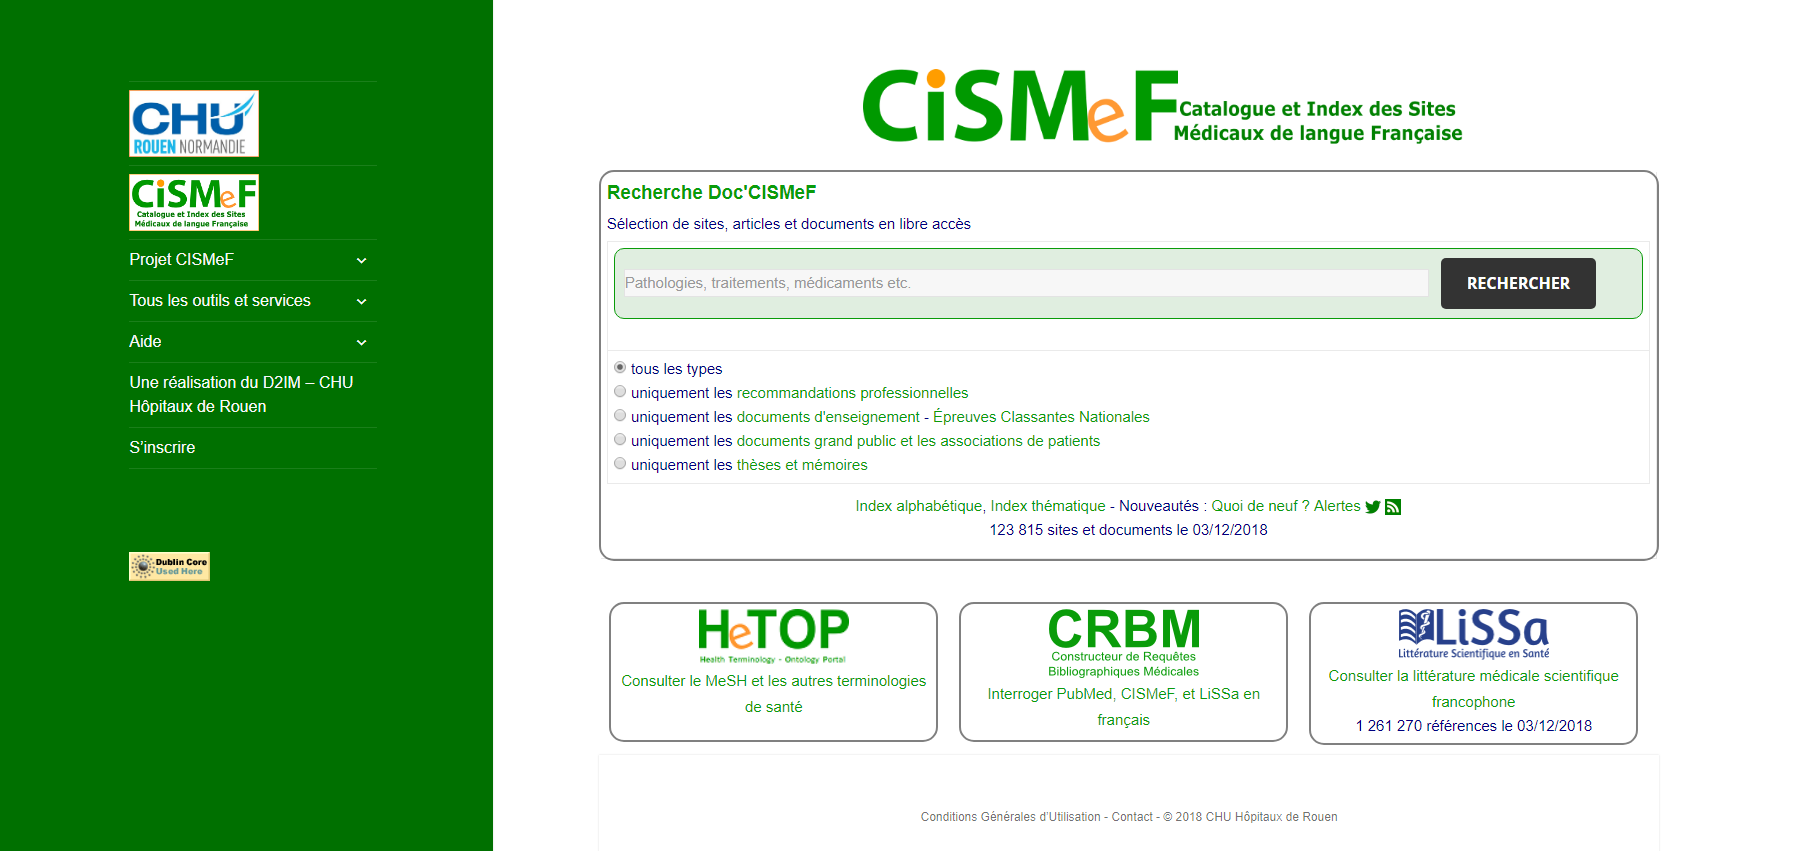 CHU
ROUEN NORMANDIE
CiSMeF
Catalogue et Index des Sites
Médicaux de langue Française
Projet CISMeF
Tous les outils et services
Aide
Une réalisation du D2IM – CHU
Hôpitaux de Rouen
S'inscrire
Dublin Core
Used Here
CiSMeF
Catalogue et Index des Sites
Médicaux de langue Française
Recherche Doc'CISMeF
Sélection de sites, articles et documents en libre accès
Pathologies, traitements, médicaments etc.
RECHERCHER
tous les types
uniquement les recommandations professionnelles
uniquement les documents d'enseignement - Épreuves Classantes Nationales
uniquement les documents grand public et les associations de patients
uniquement les thèses et mémoires
Index alphabétique, Index thématique - Nouveautés : Quoi de neuf ? Alertes
123 815 sites et documents le 03/12/2018
HeTOP
Health Terminology - Ontology Portal
Consulter le MeSH et les autres terminologies
de santé
CRBM
Constructeur de Requêtes
Bibliographiques Médicales
Interroger PubMed, CISMeF, et LiSSa en
français
LiSSa
Littérature Scientifique en Santé
Consulter la littérature médicale scientifique
francophone
1 261 270 références le 03/12/2018
Conditions Générales d'Utilisation - Contact - © 2018 CHU Hôpitaux de Rouen